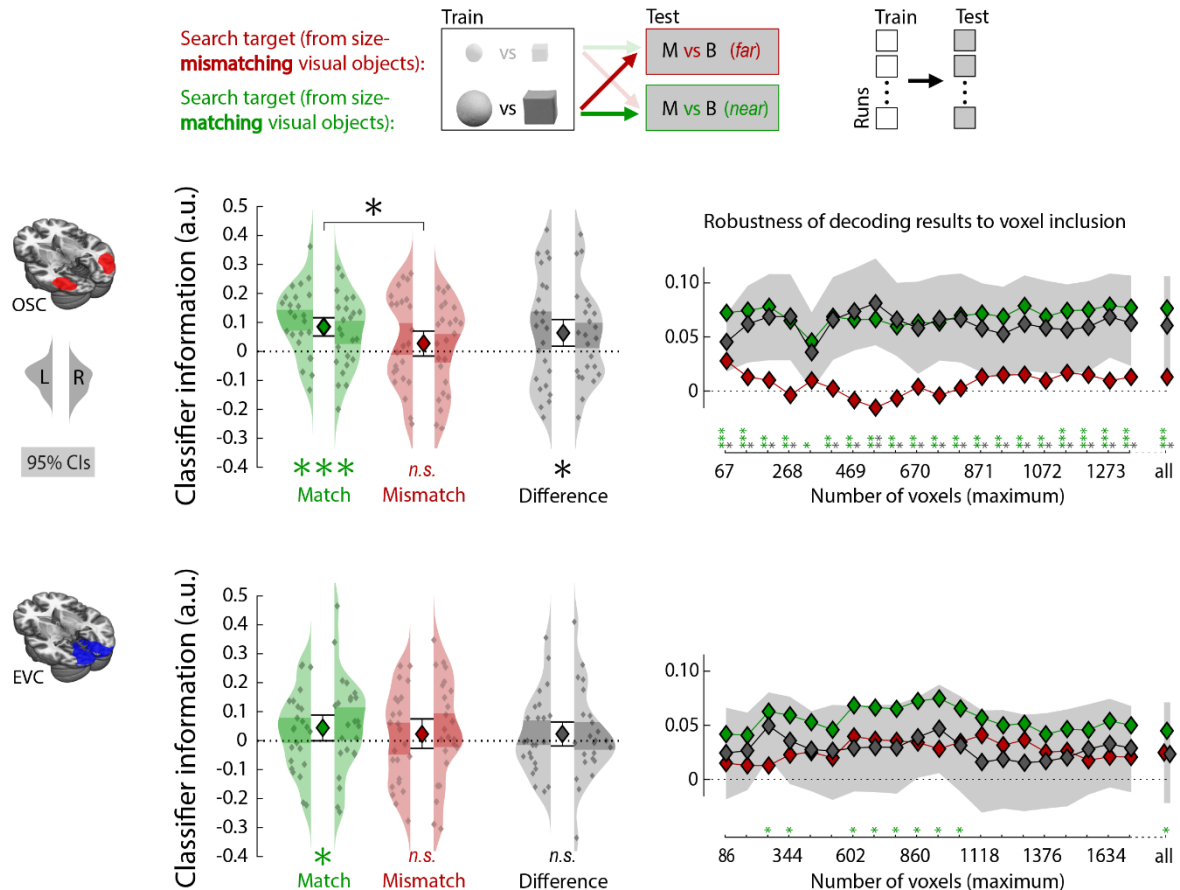 Train
Test
Train
Test
Search target (from size-
mismatching visual objects):
vs
M vs B (far)
Search target (from size-
matching visual objects):
vs
M vs B (near)
Runs
OSC
L
R
95% CIs
Classifier information (a.u.)
0.5
0.4
0.3
0.2
0.1
0
-0.1
-0.2
-0.3
-0.4
*
***
n.s.
*
Match
Mismatch
Difference
Robustness of decoding results to voxel inclusion
0.10
0.05
0
67
268
469
670
871
1072
1273
all
Number of voxels (maximum)
EVC
Classifier information (a.u.)
0.5
0.4
0.3
0.2
0.1
0
-0.1
-0.2
-0.3
-0.4
*
n.s.
n.s.
Match
Mismatch
Difference
0.10
0.05
0
86
344
602
860
1118
1376
1634
all
Number of voxels (maximum)